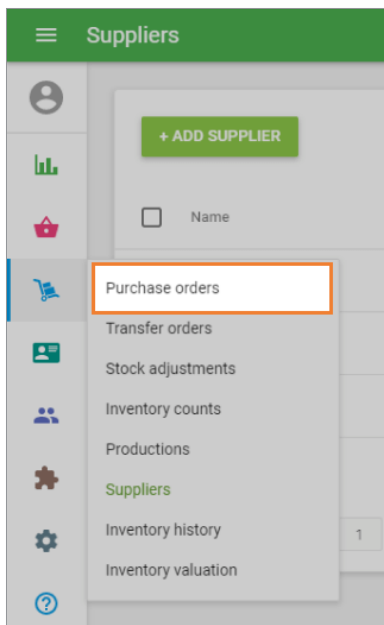 Suppliers
+ ADD SUPPLIER
Name
Purchase orders
Transfer orders
Stock adjustments
Inventory counts
Productions
Suppliers
Inventory history
1
Inventory valuation